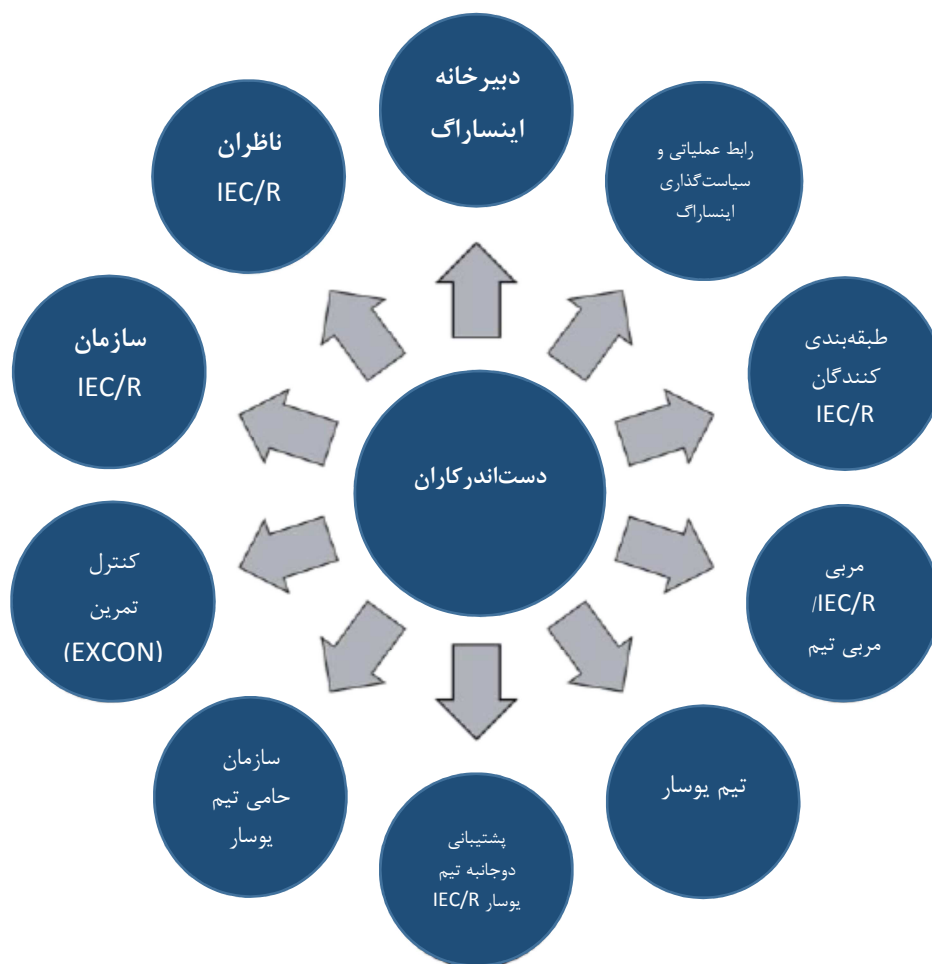 دبیرخانه
اینساراگ
رابط عملیاتی و
سیاست‌گذاری
اینساراگ
طبقه‌بندی
کنندگان
IEC/R
مربی
IEC/R/
مربی تیم
تیم یوسار
پشتیبانی
دوجانبه تیم
یوسار IEC/R
سازمان
حامی تیم
یوسار
کنترل
تمرین
(EXCON)
سازمان
IEC/R
ناظران
IEC/R
دست‌اندرکاران